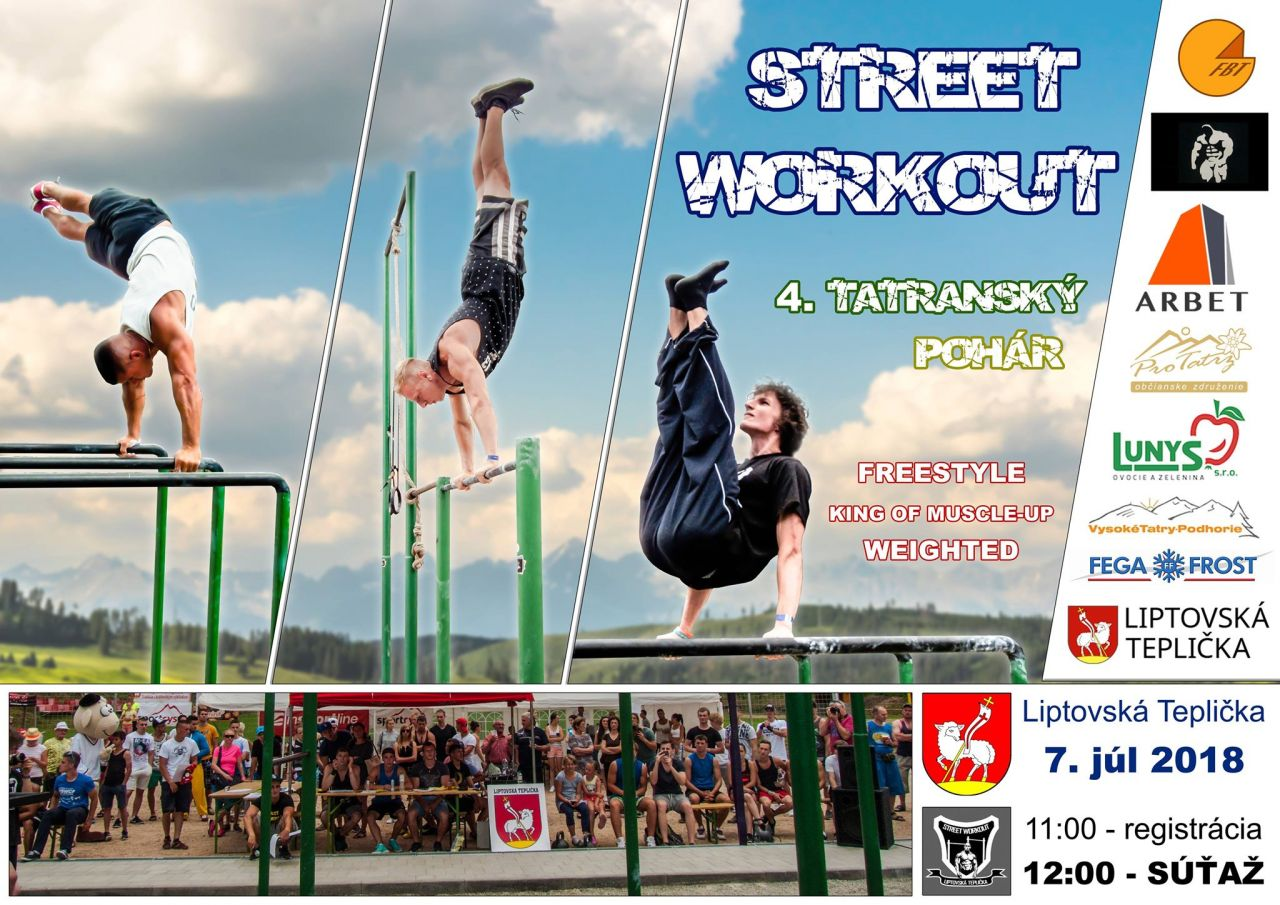 STREET
WORKOUT
4. TATRANSKÝ
POHÁR
FREESTYLE
KING OF MUSCLE-UP
WEIGHTED
FBT
ARBET
ProTatry
občianske združenie
LUNYS
s.r.o.
OVOCIE A ZELENINA
VysokéTatry-Podhorie
FEGA FF FROST
LIPTOVSKÁ
TEPLIČKA
LIPTOVSKÁ TEPLIČKA
Liptovská Teplička
7. júl 2018
STREET WORKOUT
LIPTOVSKÁ TEPLIČKA
11:00 - registrácia
12:00 - SÚŤAŽ